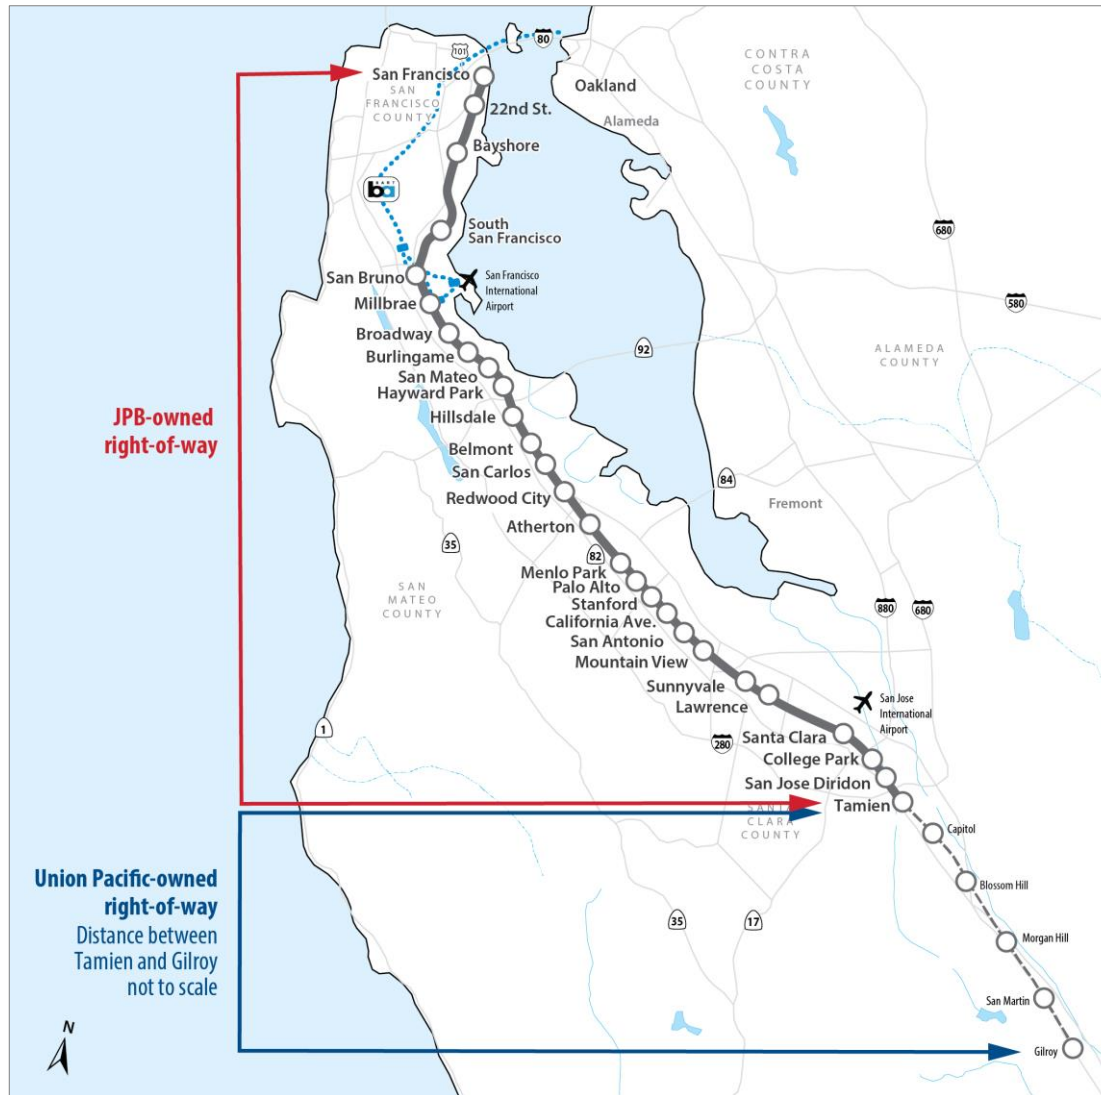 80
101
CONTRA
COSTA
COUNTY
San Francisco
SAN
FRANCISCO
COUNTY
Oakland
22nd St.
Alameda
Bayshore
BART
ba
South
San Francisco
680
San Bruno
San Francisco
International
Airport
Millbrae
580
Broadway
92
ALAMEDA
COUNTY
Burlingame
San Mateo
Hayward Park
JPB-owned
right-of-way
Hillsdale
Belmont
San Carlos
84
Redwood City
Fremont
Atherton
35
82
Menlo Park
Palo Alto
SAN
MATEO
COUNTY
Stanford
880
680
California Ave.
San Antonio
Mountain View
Sunnyvale
Lawrence
San Jose
International
Airport
1
280
Santa Clara
College Park
San Jose Diridon
Tamien
SANTA
CLARA
COUNTY
Capitol
Union Pacific-owned
right-of-way
Distance between
Tamien and Gilroy
not to scale
Blossom Hill
35
17
Morgan Hill
San Martin
N
Gilroy